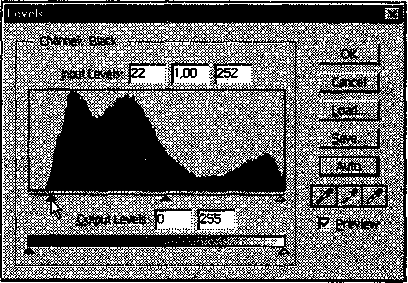 Levels
Channel: Black
Input Levels: 22 1.00 252
Output Levels: 0 255
OK
Cancel
Load...
Save...
Auto
Preview